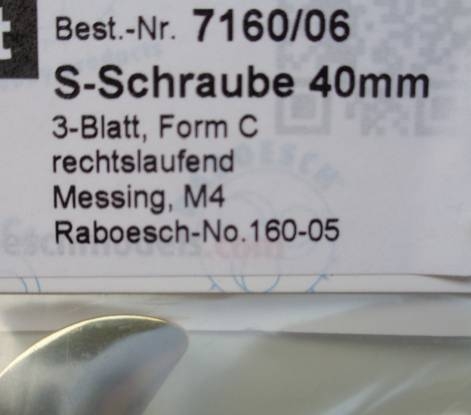 t
Best.-Nr. 7160/06
S-Schraube 40mm
3-Blatt, Form C
rechtslaufend
Messing, M4
Raboesch-No.160-05